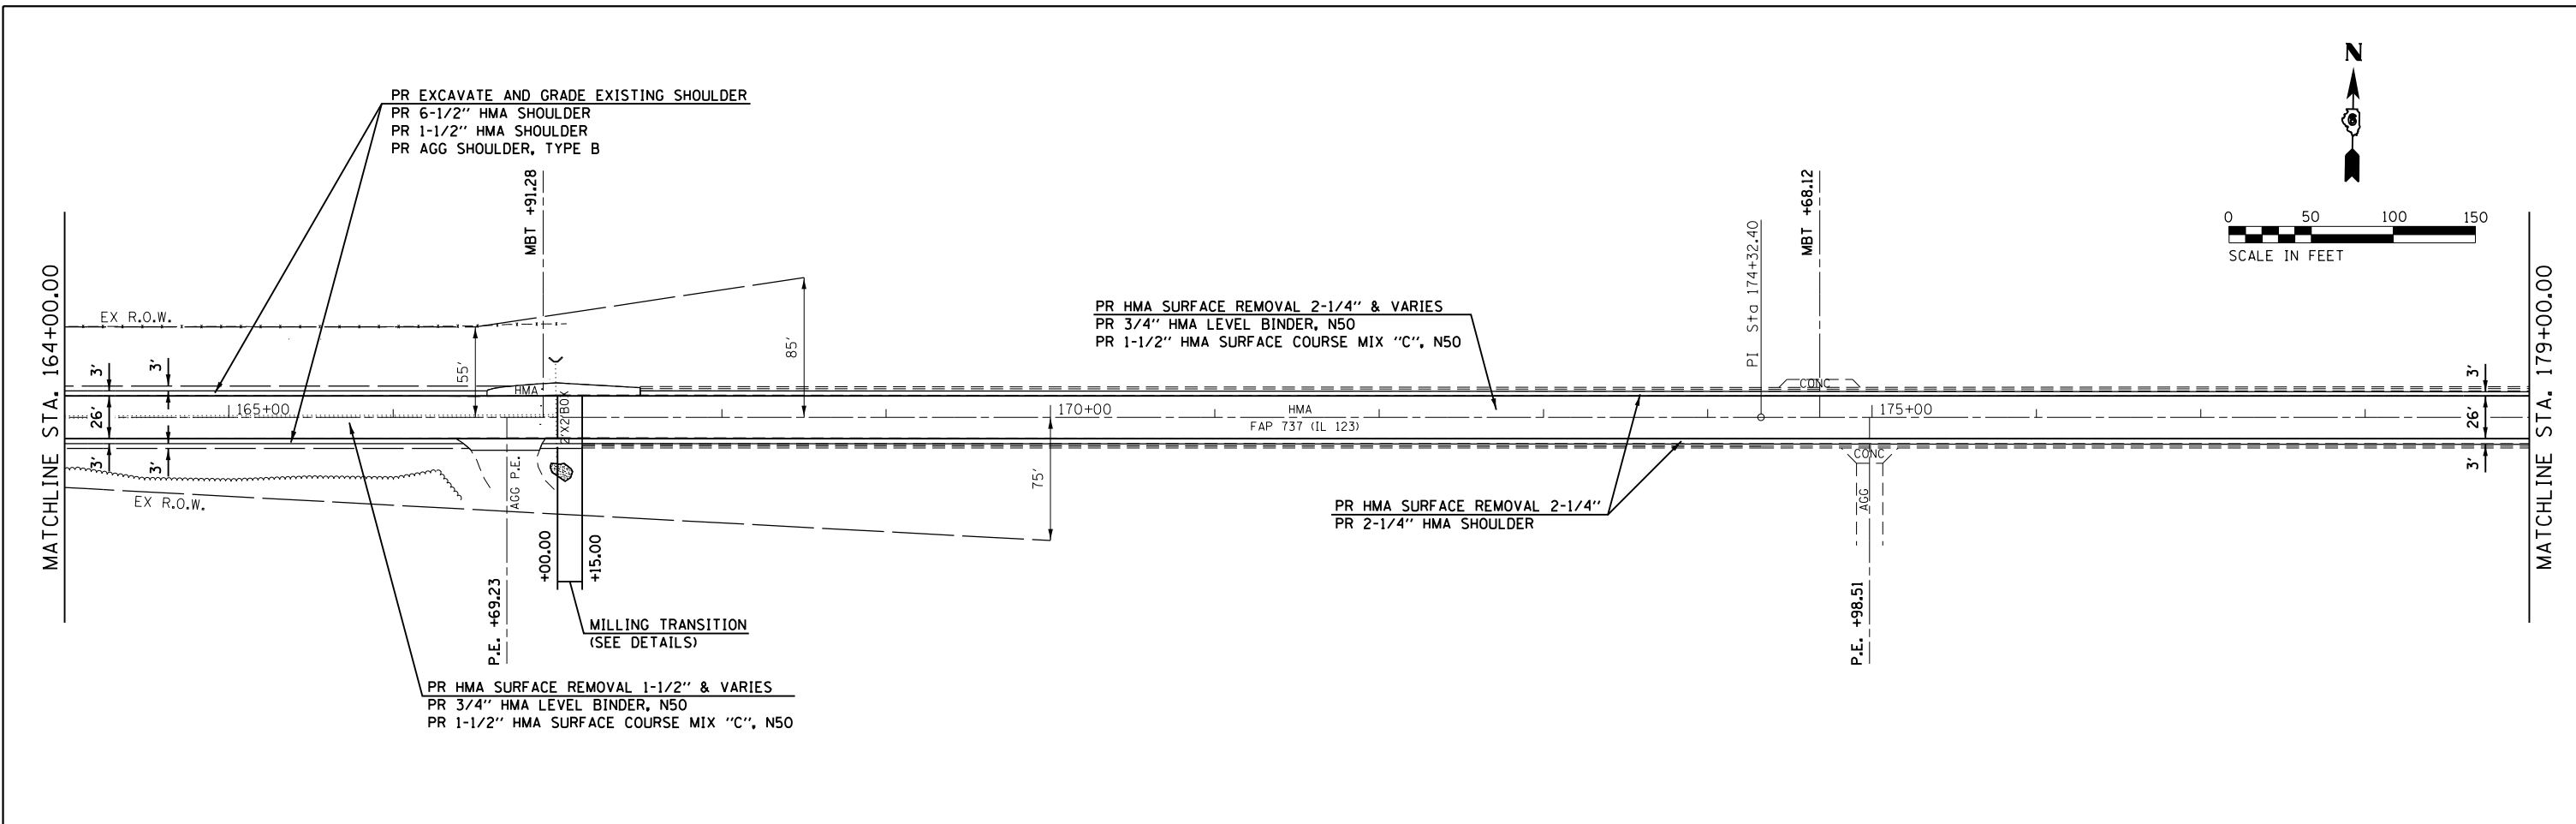 N
6
0 50 100 150
SCALE IN FEET
PR EXCAVATE AND GRADE EXISTING SHOULDER
PR 6-1/2" HMA SHOULDER
PR 1-1/2" HMA SHOULDER
PR AGG SHOULDER, TYPE B
MBT +91.28
MBT +68.12
PI Sta 174+32.40
MATCHLINE STA. 164+00.00
MATCHLINE STA. 179+00.00
EX R.O.W.
PR HMA SURFACE REMOVAL 2-1/4" & VARIES
PR 3/4" HMA LEVEL BINDER, N50
PR 1-1/2" HMA SURFACE COURSE MIX "C", N50
55'
85'
3'
3'
3'
HMA
CONC
26'
165+00
2'X2'BOX
170+00
HMA
175+00
26'
FAP 737 (IL 123)
3'
3'
3'
CONC
EX R.O.W.
AGG P.E.
75'
AGG
PR HMA SURFACE REMOVAL 2-1/4"
PR 2-1/4" HMA SHOULDER
+00.00
+15.00
P.E. +69.23
P.E. +98.51
MILLING TRANSITION
(SEE DETAILS)
PR HMA SURFACE REMOVAL 1-1/2" & VARIES
PR 3/4" HMA LEVEL BINDER, N50
PR 1-1/2" HMA SURFACE COURSE MIX "C", N50